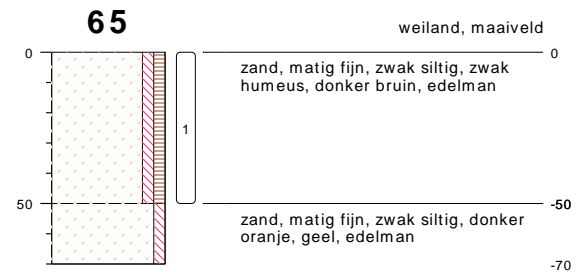 65
weiland, maaiveld
0
0
zand, matig fijn, zwak siltig, zwak
humeus, donker bruin, edelman
1
50
-50
zand, matig fijn, zwak siltig, donker
oranje, geel, edelman
-70